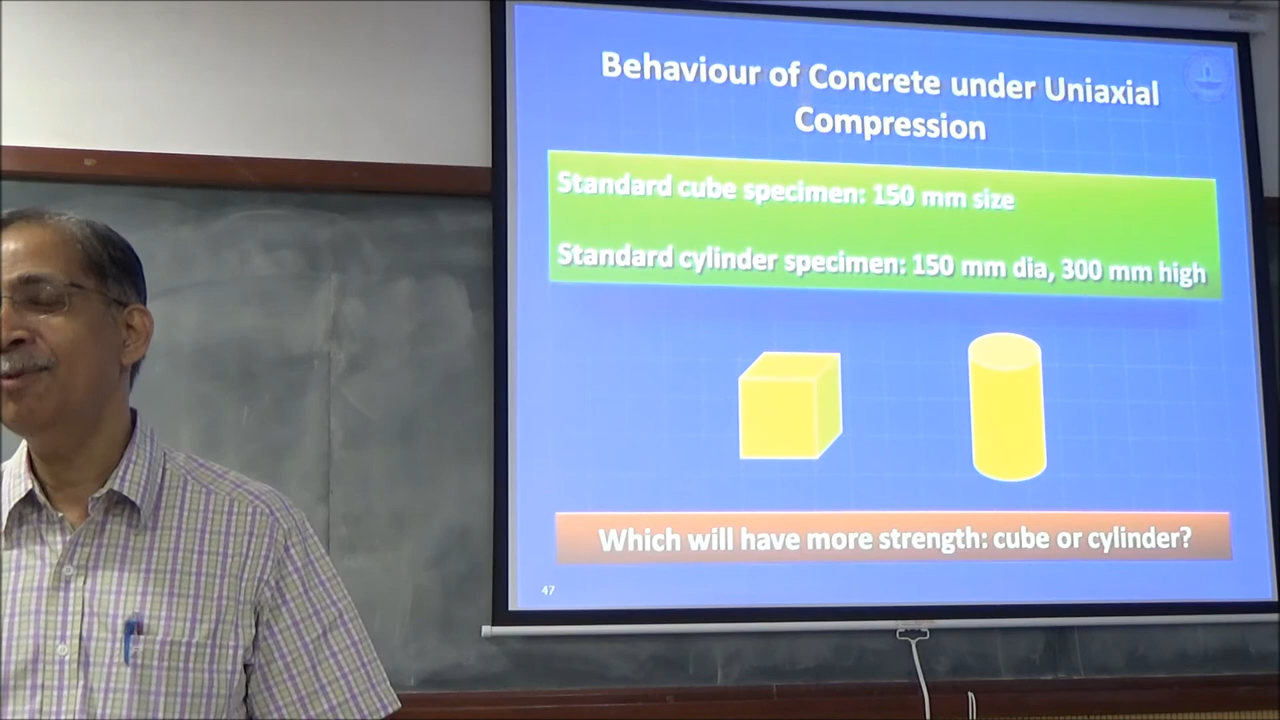 Behaviour of Concrete under Uniaxial
Compression
Standard cube specimen: 150 mm size
Standard cylinder specimen: 150 mm dia, 300 mm high
Which will have more strength: cube or cylinder?
47